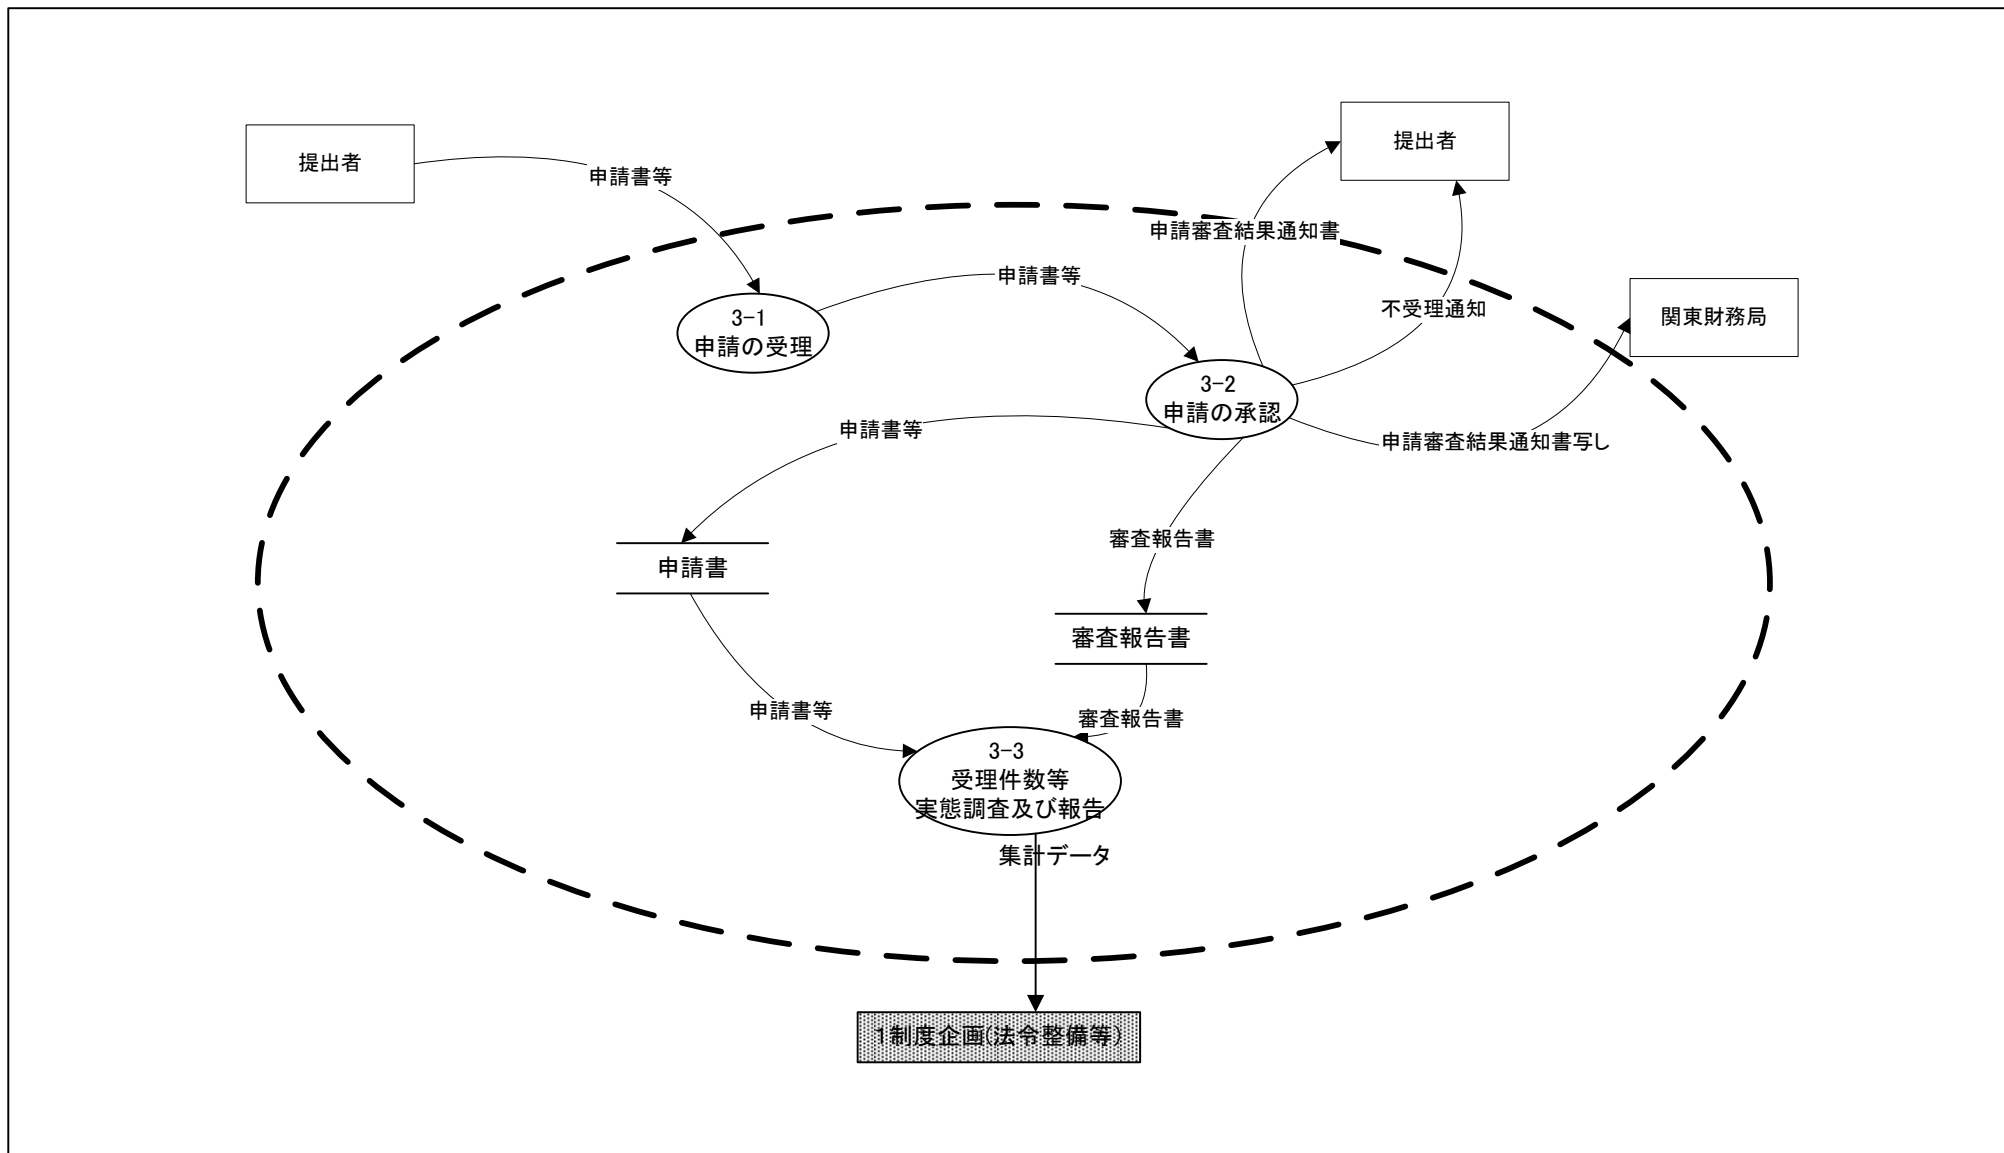 提出者
提出者
申請書等
申請審査結果通知書
申請書等
不受理通知
関東財務局
3-1
申請の受理
3-2
申請の承認
申請書等
申請審査結果通知書写し
審査報告書
申請書
審査報告書
申請書等
審査報告書
3-3
受理件数等
実態調査及び報告
集計データ
1制度企画(法令整備等)